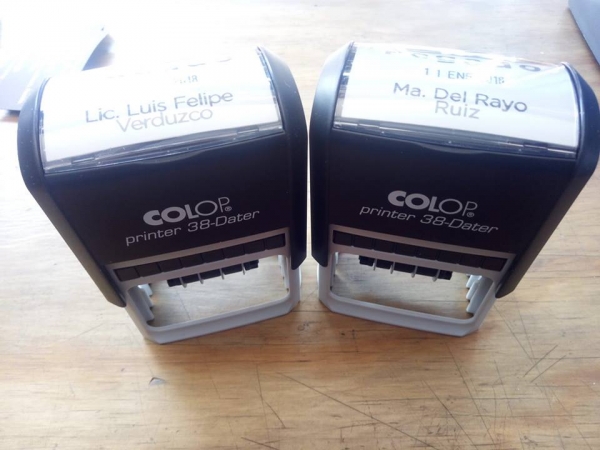 Lic. Luis Felipe
Verduzco
COLOP®
printer 38-Dater
11 ENE
Ma. Del Rayo
Ruiz
COLOP®
printer 38-Dater